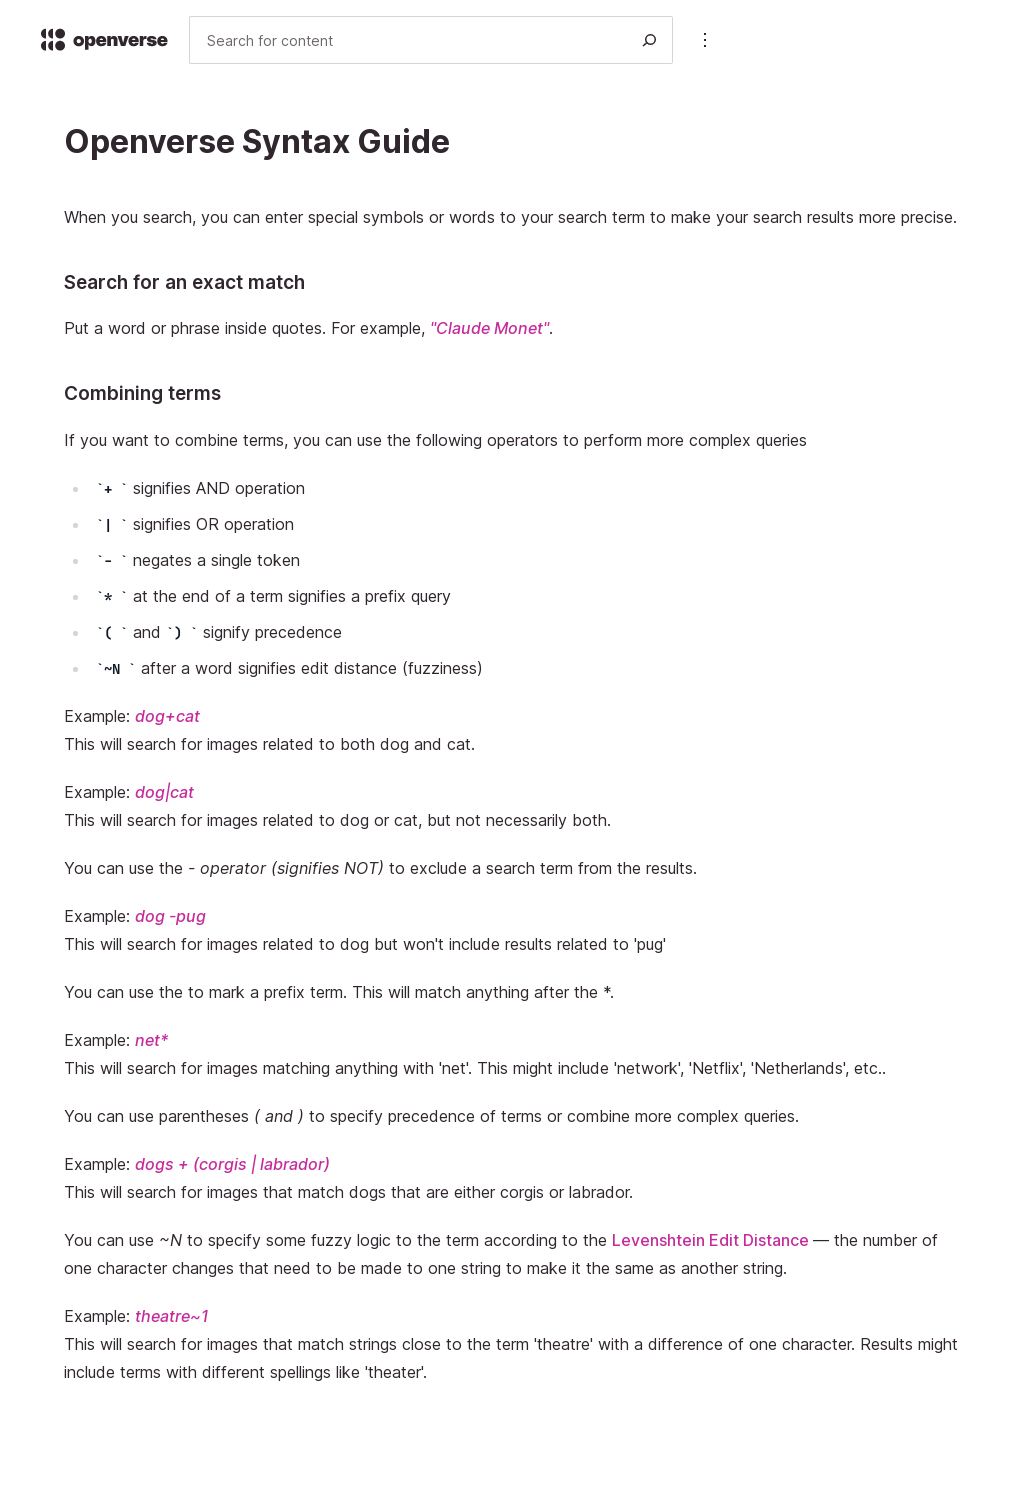 openverse
Search for content
Openverse Syntax Guide
When you search, you can enter special symbols or words to your search term to make your search results more precise.
Search for an exact match
Put a word or phrase inside quotes. For example, "Claude Monet".
Combining terms
If you want to combine terms, you can use the following operators to perform more complex queries
`+ ` signifies AND operation
`| ` signifies OR operation
`- ` negates a single token
`* ` at the end of a term signifies a prefix query
`( ` and `) ` signify precedence
`~N ` after a word signifies edit distance (fuzziness)
Example: dog+cat
This will search for images related to both dog and cat.
Example: dog|cat
This will search for images related to dog or cat, but not necessarily both.
You can use the - operator (signifies NOT) to exclude a search term from the results.
Example: dog -pug
This will search for images related to dog but won't include results related to 'pug'
You can use the to mark a prefix term. This will match anything after the *.
Example: net*
This will search for images matching anything with 'net'. This might include 'network', 'Netflix', 'Netherlands', etc..
You can use parentheses ( and ) to specify precedence of terms or combine more complex queries.
Example: dogs + (corgis | labrador)
This will search for images that match dogs that are either corgis or labrador.
You can use ~N to specify some fuzzy logic to the term according to the Levenshtein Edit Distance — the number of
one character changes that need to be made to one string to make it the same as another string.
Example: theatre~1
This will search for images that match strings close to the term 'theatre' with a difference of one character. Results might
include terms with different spellings like 'theater'.